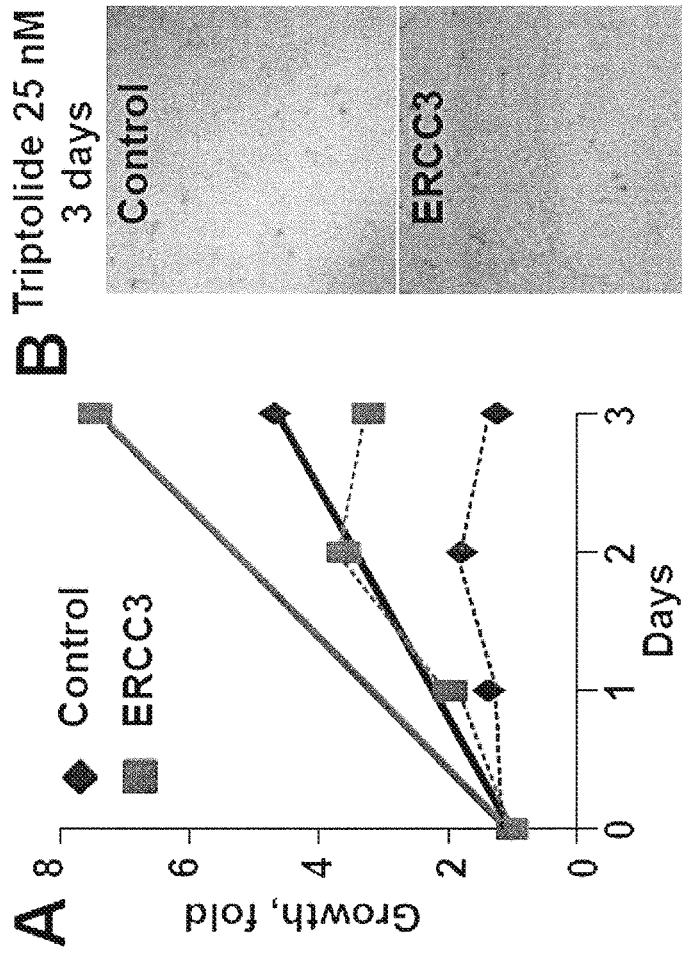 A
8
6
4
2
0
Growth, fold
Control
ERCC3
0
1
2
3
Days
B
Triptolide 25 nM
3 days
Control
ERCC3